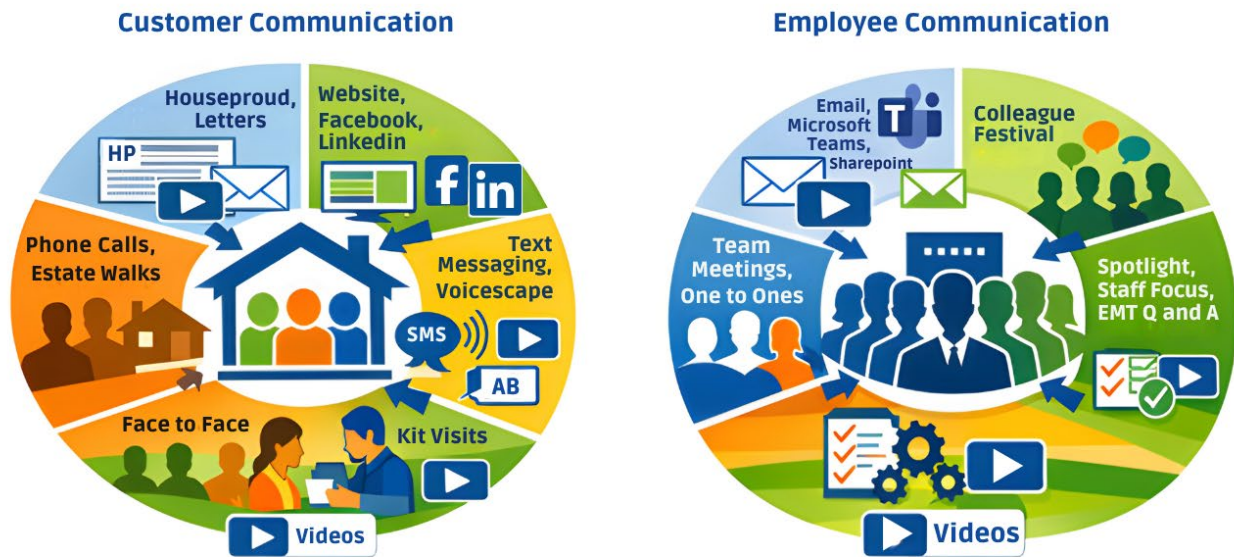 Customer Communication
Houseproud,
Letters
HP
Website,
Facebook,
Linkedin
f
in
Phone Calls,
Estate Walks
Text
Messaging,
Voicescape
SMS
AB
Face to Face
Kit Visits
Videos
Employee Communication
Email,
Microsoft
Teams,
Sharepoint
T
Colleague
Festival
Team
Meetings,
One to Ones
Spotlight,
Staff Focus,
EMT Q and A
Videos